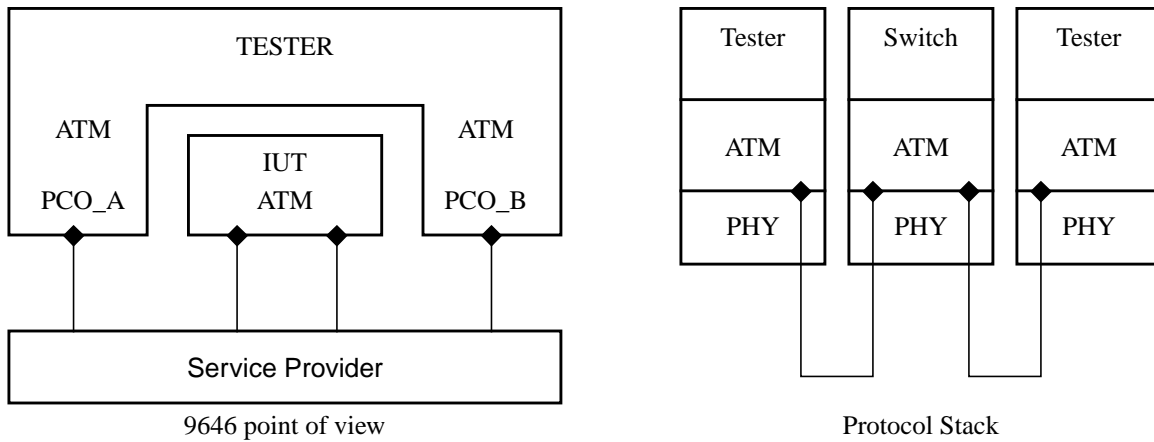 TESTER
ATM
ATM
IUT
PCO_A
ATM
PCO_B
Service Provider
9646 point of view
Tester
Switch
Tester
ATM
ATM
ATM
PHY
PHY
PHY
Protocol Stack